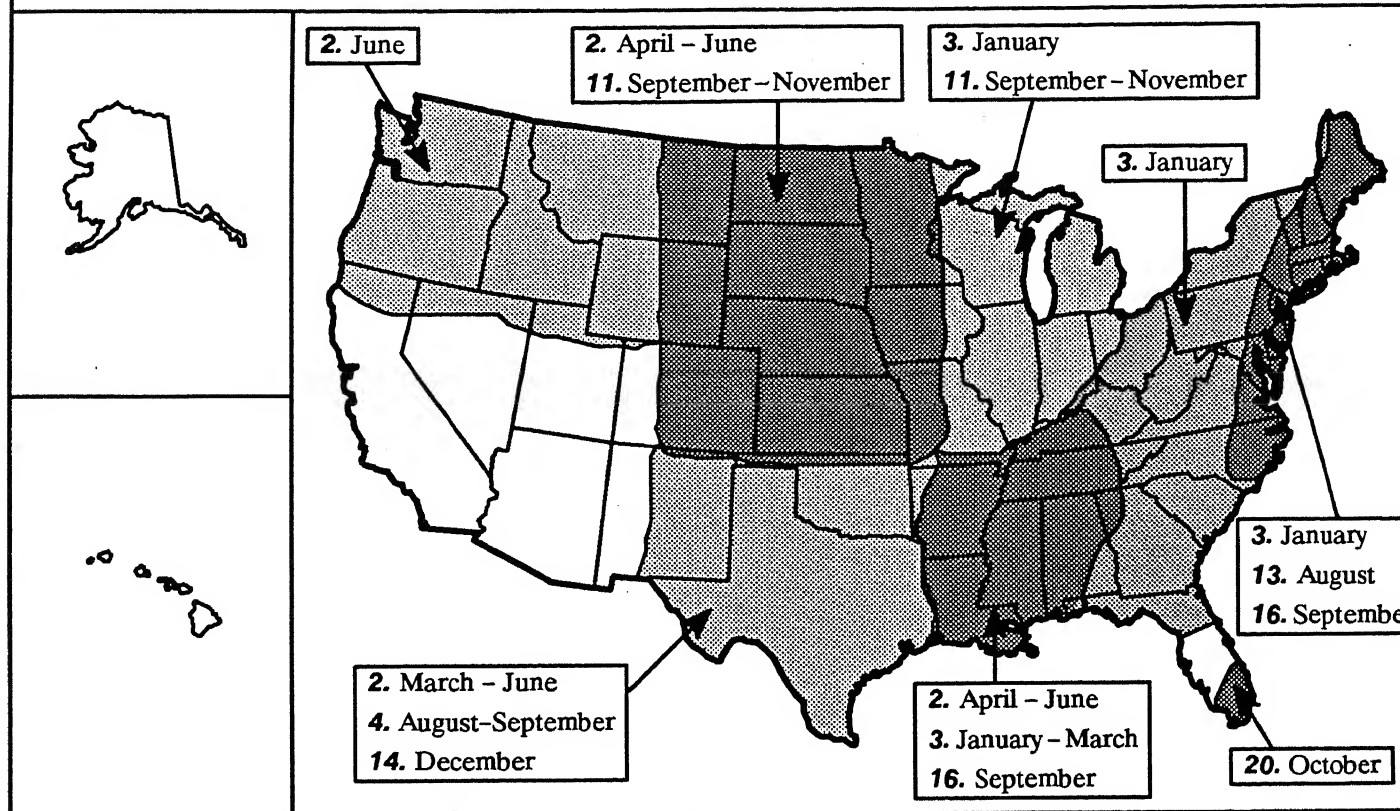 2. June
2. April – June
11. September – November
3. January
11. September – November
3. January
3. January
13. August
16. Septembe
2. March – June
4. August–September
14. December
2. April – June
3. January – March
16. September
20. October